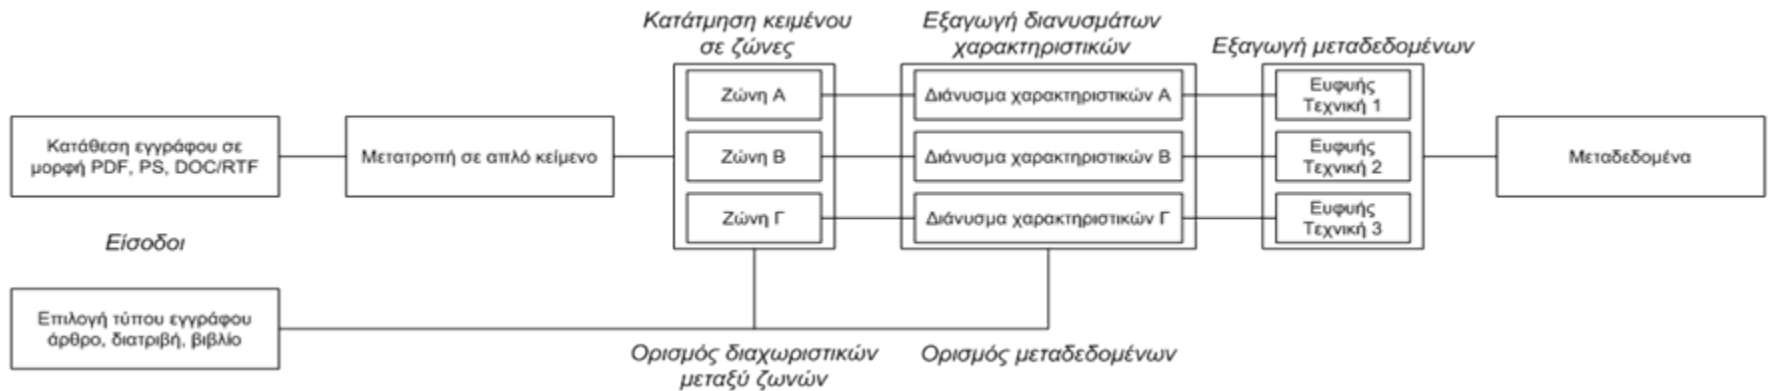 Κατάτμηση κειμένου
σε ζώνες
Εξαγωγή διανυσμάτων
χαρακτηριστικών
Εξαγωγή μεταδεδομένων
Κατάθεση εγγράφου σε
μορφή PDF, PS, DOC/RTF
Μετατροπή σε απλό κείμενο
Ζώνη Α
Ζώνη Β
Ζώνη Γ
Διάνυσμα χαρακτηριστικών Α
Διάνυσμα χαρακτηριστικών Β
Διάνυσμα χαρακτηριστικών Γ
Ευφυής
Τεχνική 1
Ευφυής
Τεχνική 2
Ευφυής
Τεχνική 3
Μεταδεδομένα
Είσοδοι
Επιλογή τύπου εγγράφου
άρθρο, διατριβή, βιβλίο
Ορισμός διαχωριστικών
μεταξύ ζωνών
Ορισμός μεταδεδομένων